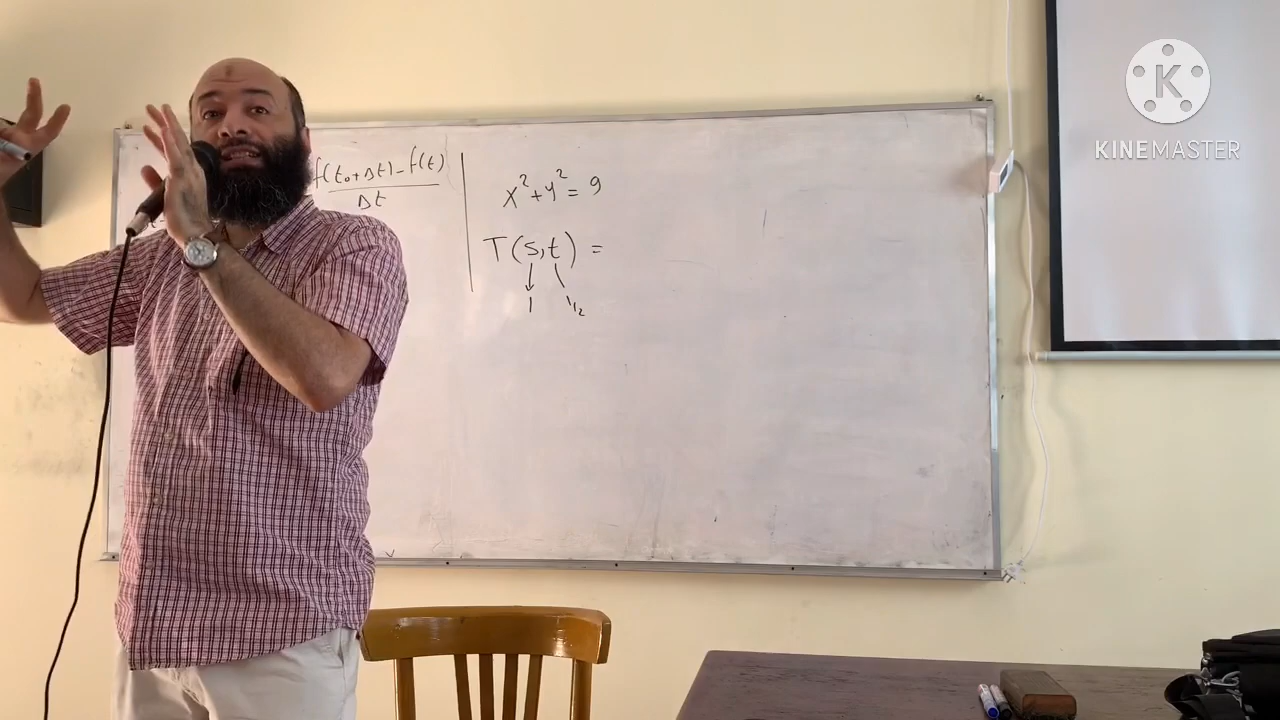 f(t₀+Δt)-f(t)
Δt
x²+y²=9
T(s,t)=
1 1/2
K
KINEMASTER